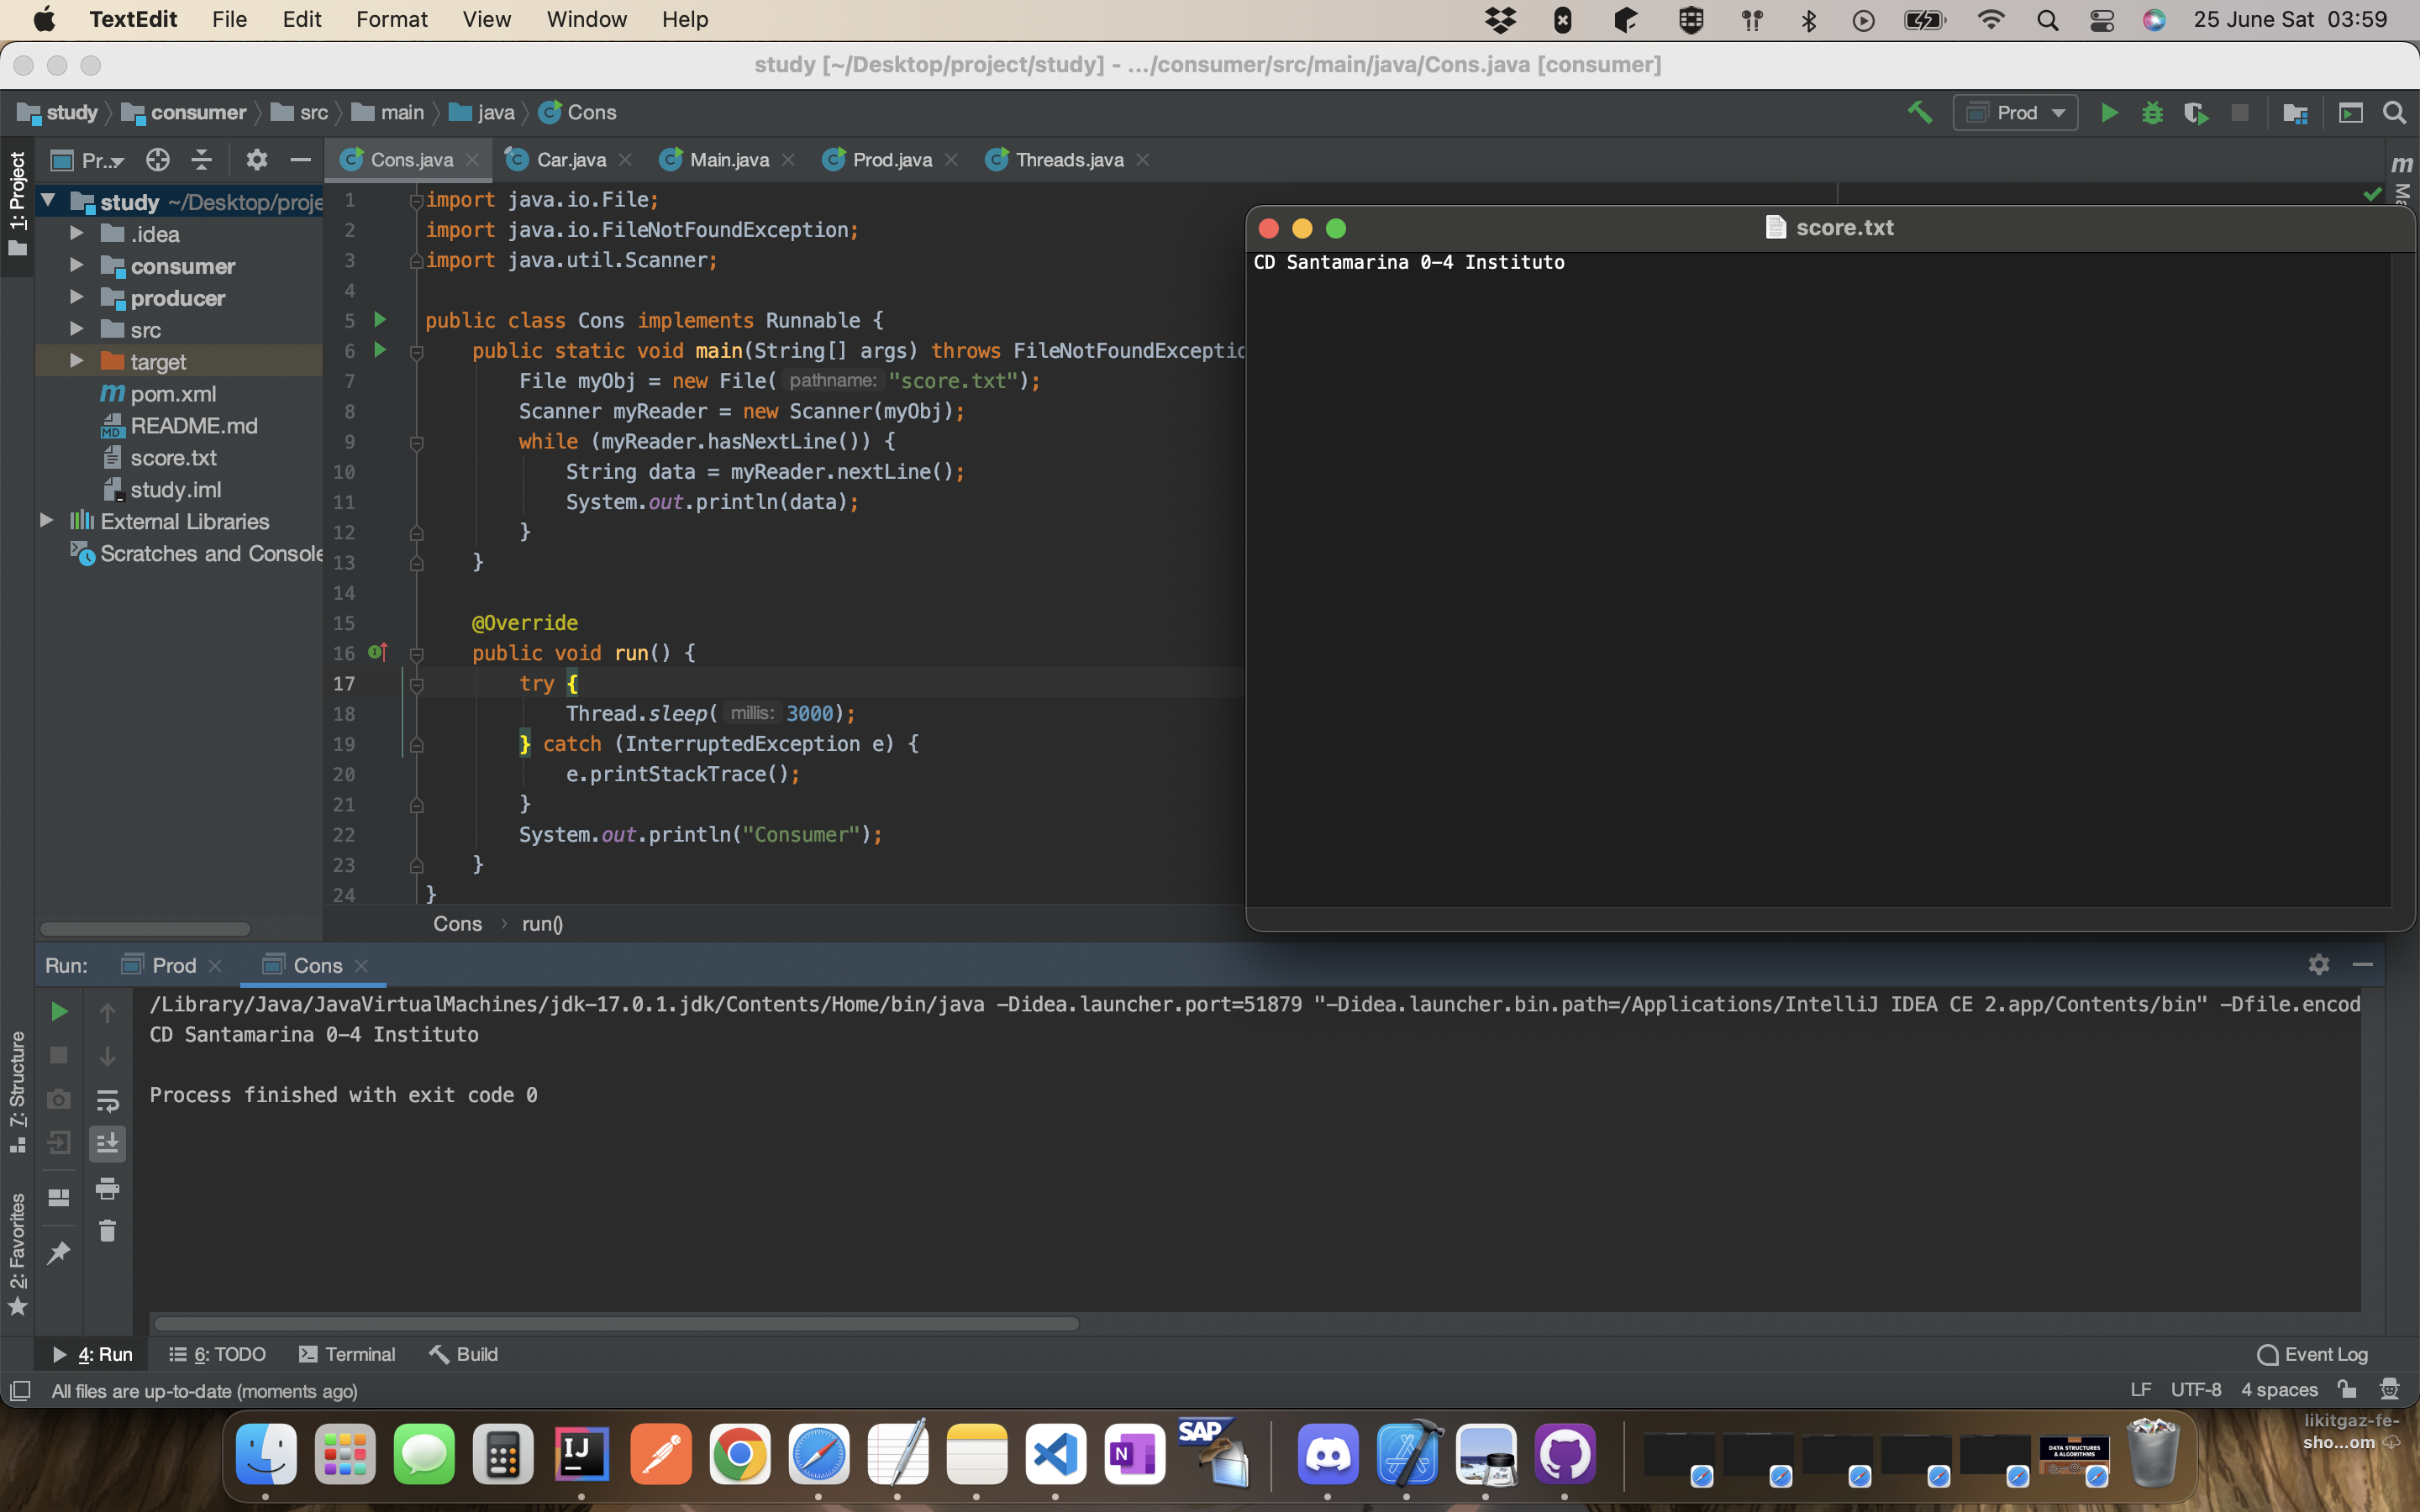 TextEdit File Edit Format View Window Help 25 June Sat 03:59
study [~/Desktop/project/study] - .../consumer/src/main/java/Cons.java [consumer]
study consumer src main java Cons Prod
Pr... Cons.java Car.java Main.java Prod.java Threads.java
1: Project
study ~/Desktop/proje
.idea
consumer
producer
src
target
pom.xml
README.md
score.txt
study.iml
External Libraries
Scratches and Console
1 import java.io.File;
2 import java.io.FileNotFoundException;
3 import java.util.Scanner;
4
5 public class Cons implements Runnable {
6 public static void main(String[] args) throws FileNotFoundExceptio
7 File myObj = new File( pathname: "score.txt");
8 Scanner myReader = new Scanner(myObj);
9 while (myReader.hasNextLine()) {
10 String data = myReader.nextLine();
11 System.out.println(data);
12 }
13 }
14
15 @Override
16 public void run() {
17 try {
18 Thread.sleep( millis: 3000);
19 } catch (InterruptedException e) {
20 e.printStackTrace();
21 }
22 System.out.println("Consumer");
23 }
24 }
Cons › run()
score.txt
CD Santamarina 0-4 Instituto
m
Ma
Run: Prod Cons
/Library/Java/JavaVirtualMachines/jdk-17.0.1.jdk/Contents/Home/bin/java -Didea.launcher.port=51879 "-Didea.launcher.bin.path=/Applications/IntelliJ IDEA CE 2.app/Contents/bin" -Dfile.encod
CD Santamarina 0-4 Instituto
Process finished with exit code 0
7: Structure
2: Favorites
4: Run 6: TODO Terminal Build Event Log
All files are up-to-date (moments ago) LF UTF-8 4 spaces
likitgaz-fe-
sho...om
IJ
N
SAP
DATA STRUCTURES
& ALGORITHMS